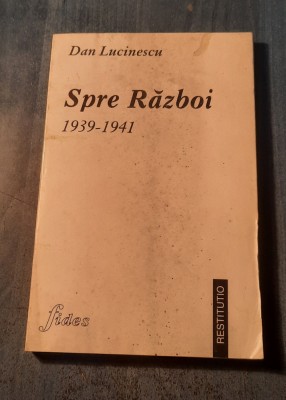 Dan Lucinescu
Spre Război
1939-1941
fides
RESTITUTIO